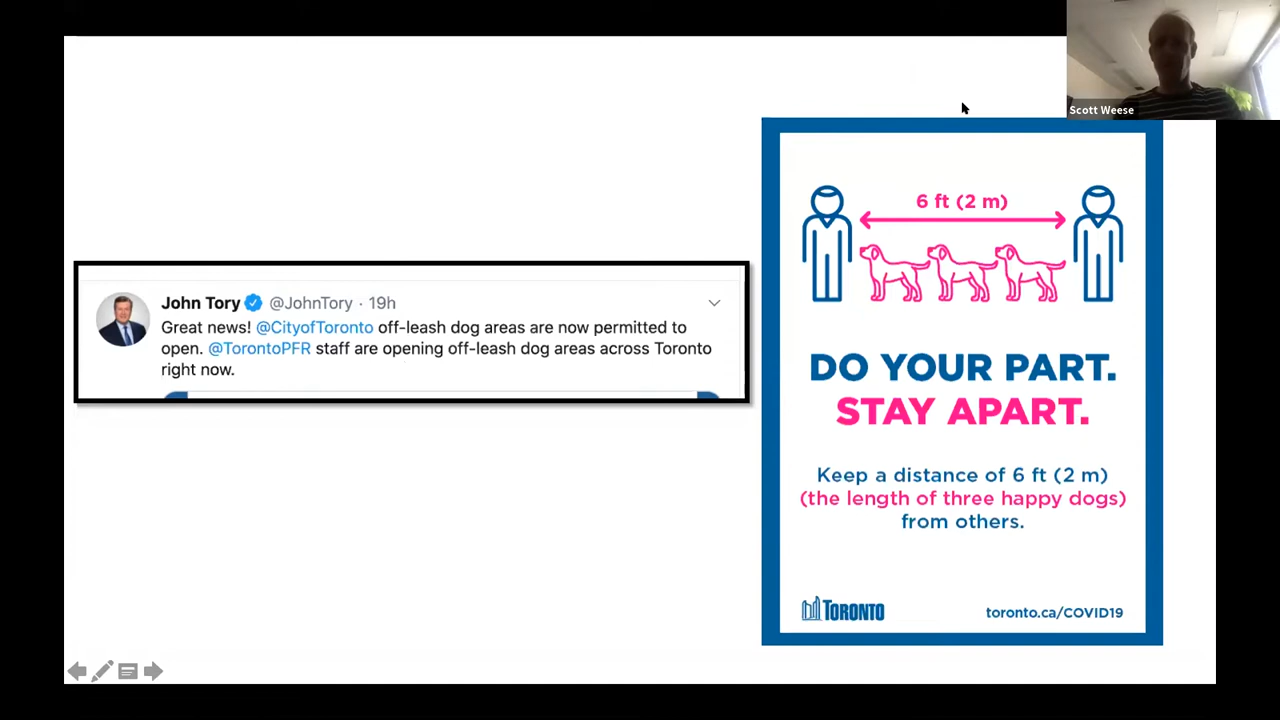 Scott Weese
John Tory @JohnTory · 19h
Great news! @CityofToronto off-leash dog areas are now permitted to
open. @TorontoPFR staff are opening off-leash dog areas across Toronto
right now.
6 ft (2 m)
DO YOUR PART.
STAY APART.
Keep a distance of 6 ft (2 m)
(the length of three happy dogs)
from others.
TORONTO
toronto.ca/COVID19